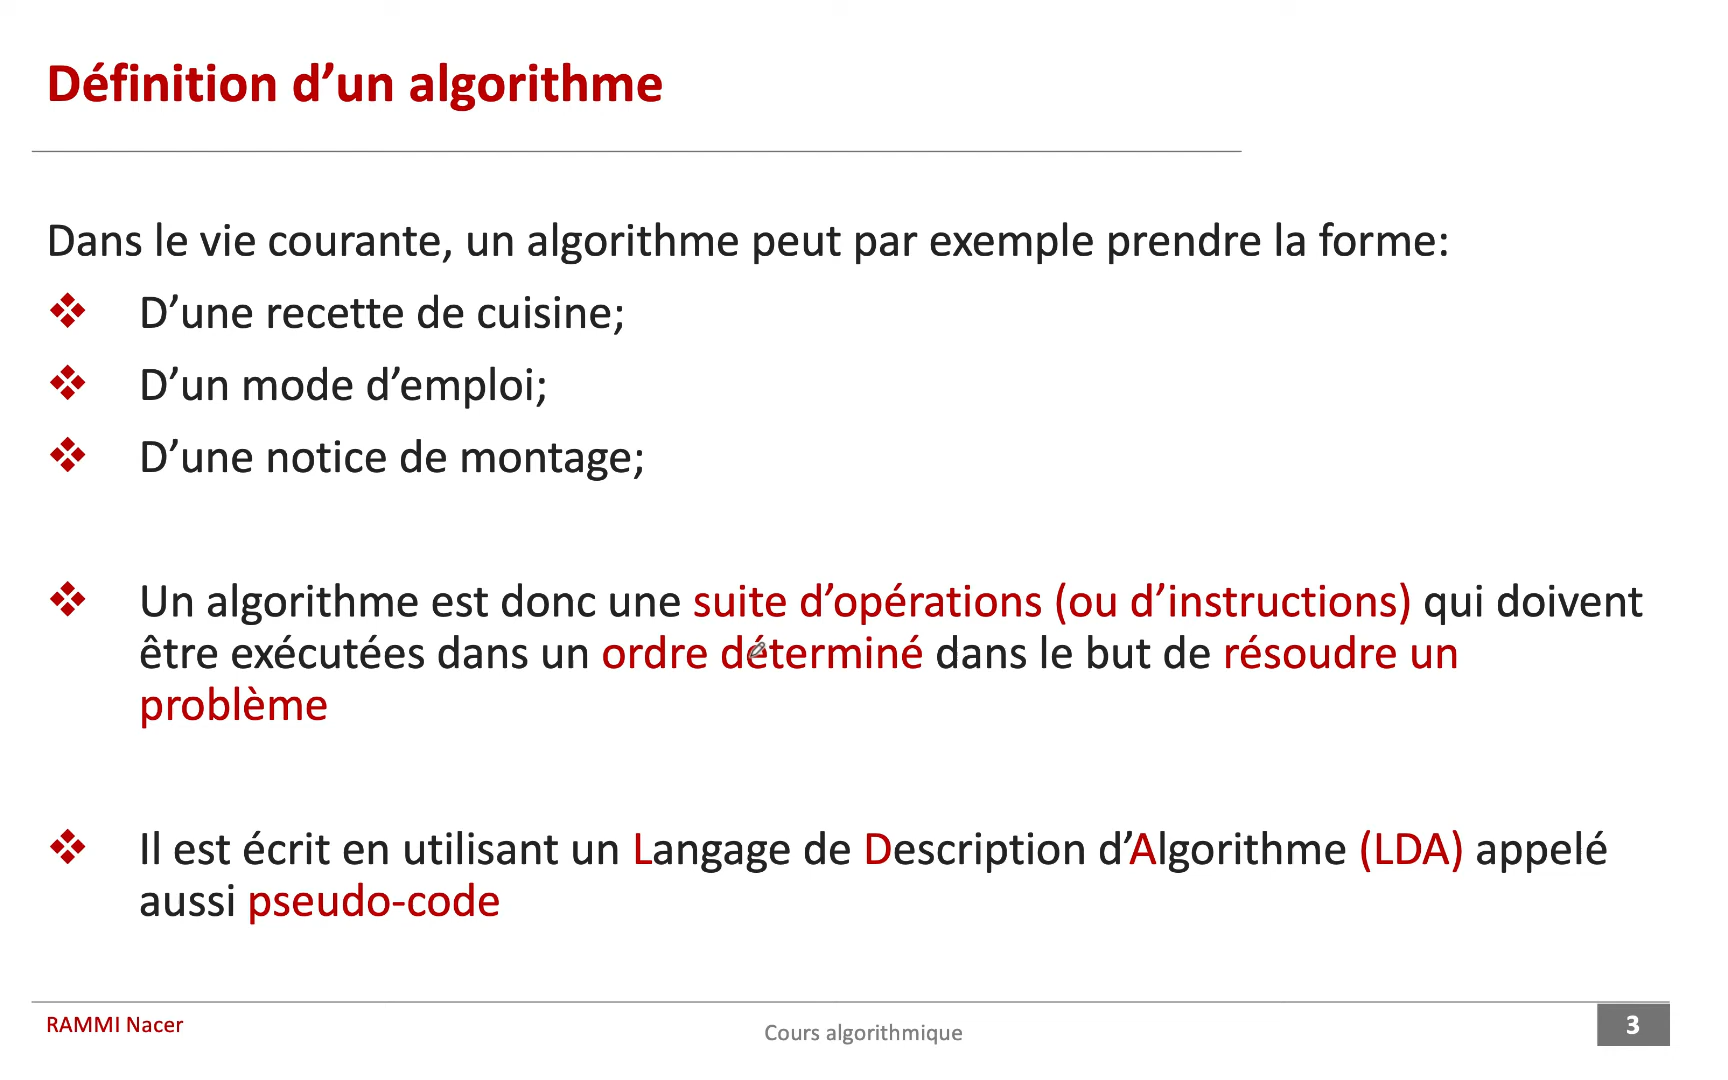 Définition d’un algorithme
Dans le vie courante, un algorithme peut par exemple prendre la forme:
D’une recette de cuisine;
D’un mode d’emploi;
D’une notice de montage;
Un algorithme est donc une suite d’opérations (ou d’instructions) qui doivent
être exécutées dans un ordre déterminé dans le but de résoudre un
problème
Il est écrit en utilisant un Langage de Description d’Algorithme (LDA) appelé
aussi pseudo-code
RAMMI Nacer
Cours algorithmique
3